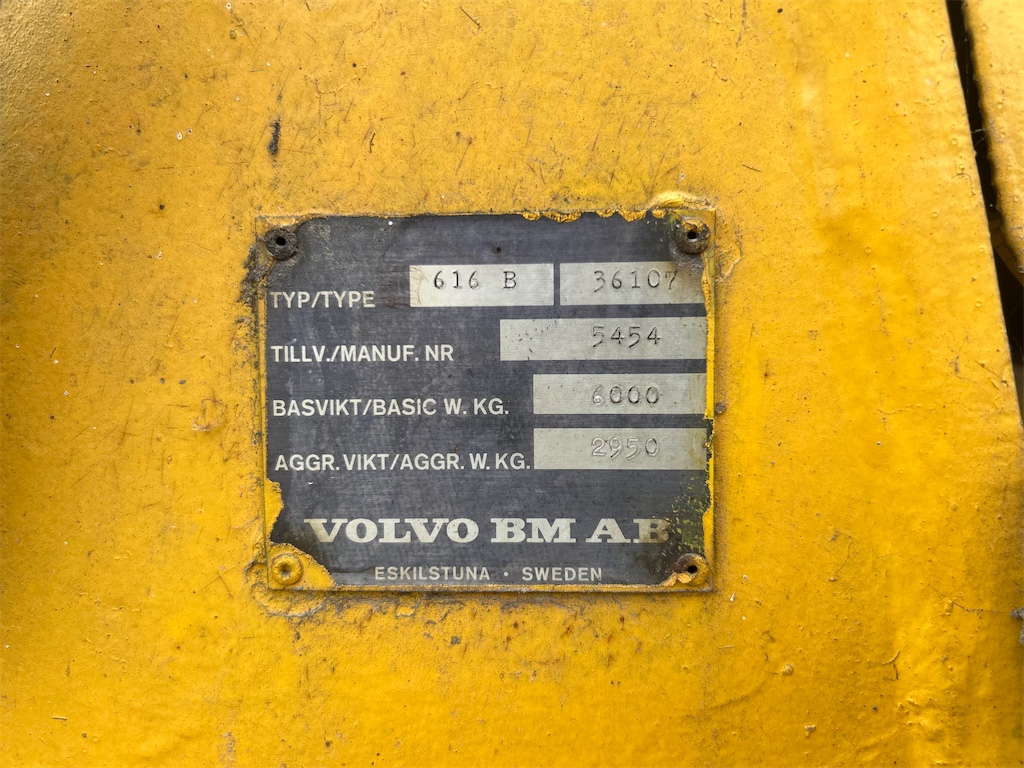 TYP/TYPE 616 B 36107
TILLV./MANUF. NR 5454
BASVIKT/BASIC W. KG. 6000
AGGR. VIKT/AGGR. W. KG. 2950
VOLVO BM AB
ESKILSTUNA · SWEDEN